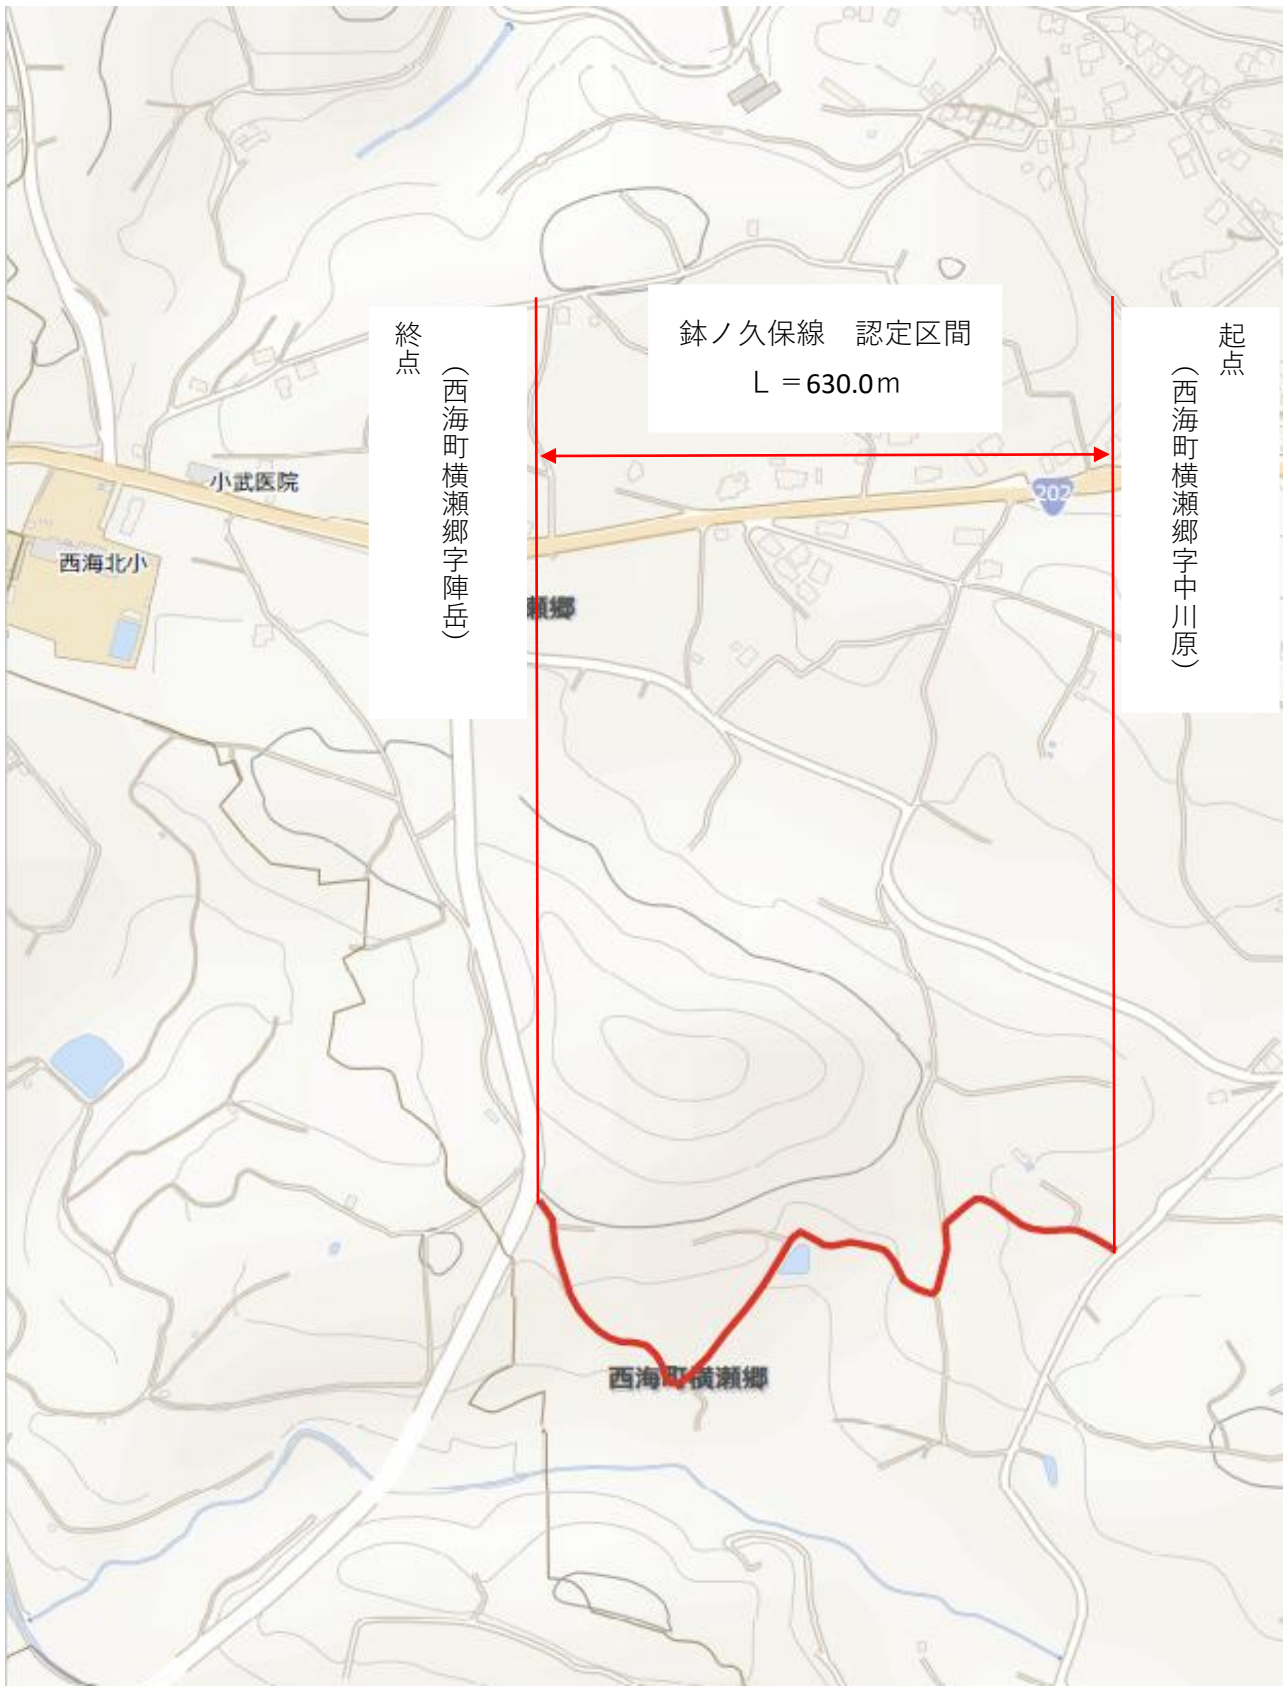 鉢ノ久保線　認定区間
Ｌ＝630.0ｍ
起点
（西海町横瀬郷字中川原）
終点
（西海町横瀬郷字陣岳）
202
小武医院
西海北小
瀬郷
西海町横瀬郷